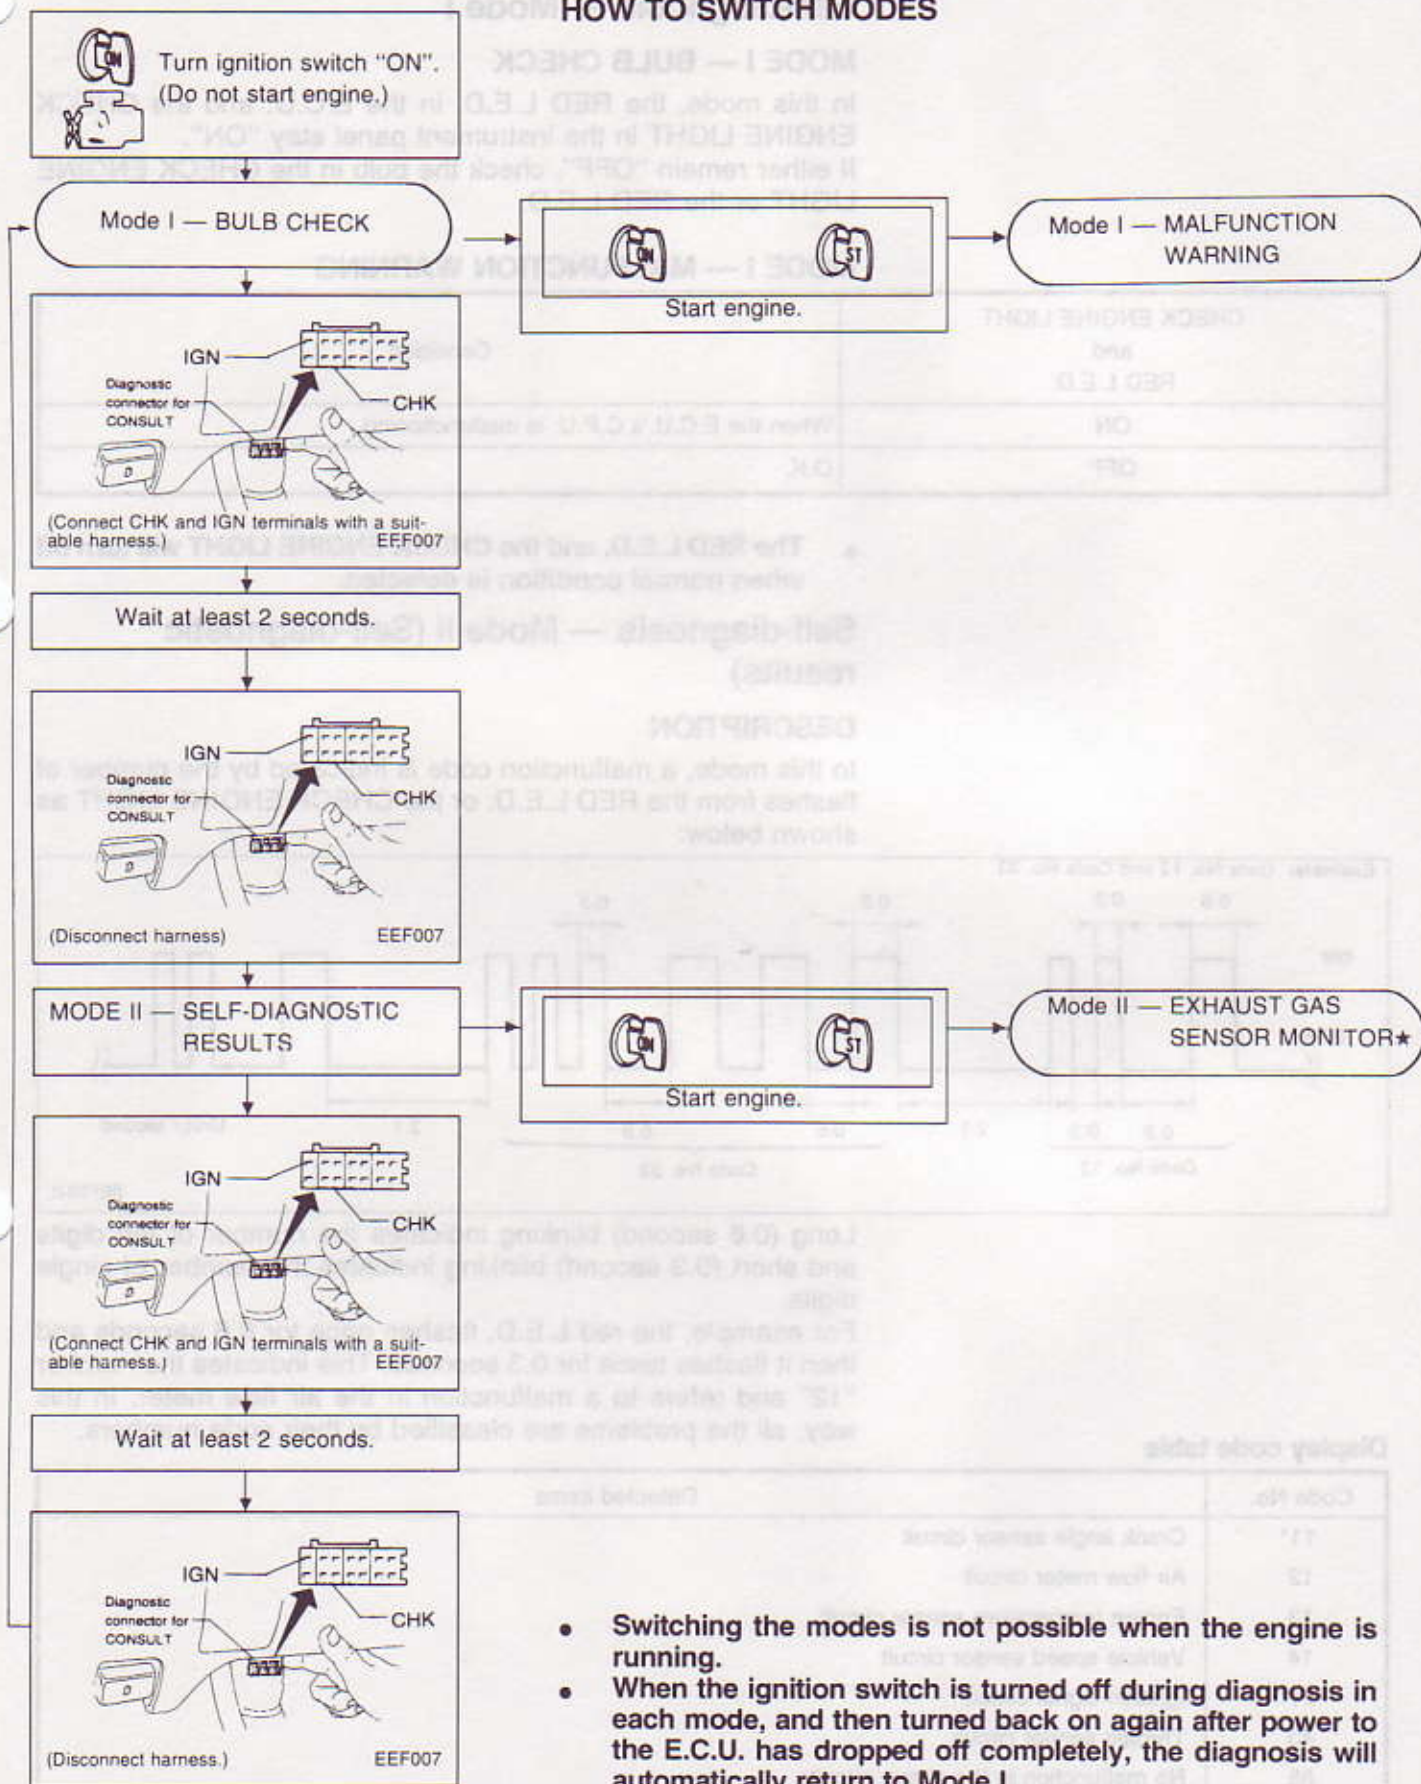 HOW TO SWITCH MODES
Turn ignition switch “ON”.
(Do not start engine.)
ON
Mode I — BULB CHECK
ON
ST
Start engine.
Mode I — MALFUNCTION
WARNING
IGN
Diagnostic
connector for
CONSULT
CHK
D
(Connect CHK and IGN terminals with a suit-
able harness.)
EEF007
Wait at least 2 seconds.
IGN
Diagnostic
connector for
CONSULT
CHK
D
(Disconnect harness)
EEF007
MODE II — SELF-DIAGNOSTIC
RESULTS
ON
ST
Start engine.
Mode II — EXHAUST GAS
SENSOR MONITOR★
IGN
Diagnostic
connector for
CONSULT
CHK
D
(Connect CHK and IGN terminals with a suit-
able harness.)
EEF007
Wait at least 2 seconds.
IGN
Diagnostic
connector for
CONSULT
CHK
D
(Disconnect harness.)
EEF007
● Switching the modes is not possible when the engine is
running.
● When the ignition switch is turned off during diagnosis in
each mode, and then turned back on again after power to
the E.C.U. has dropped off completely, the diagnosis will
automatically return to Mode I